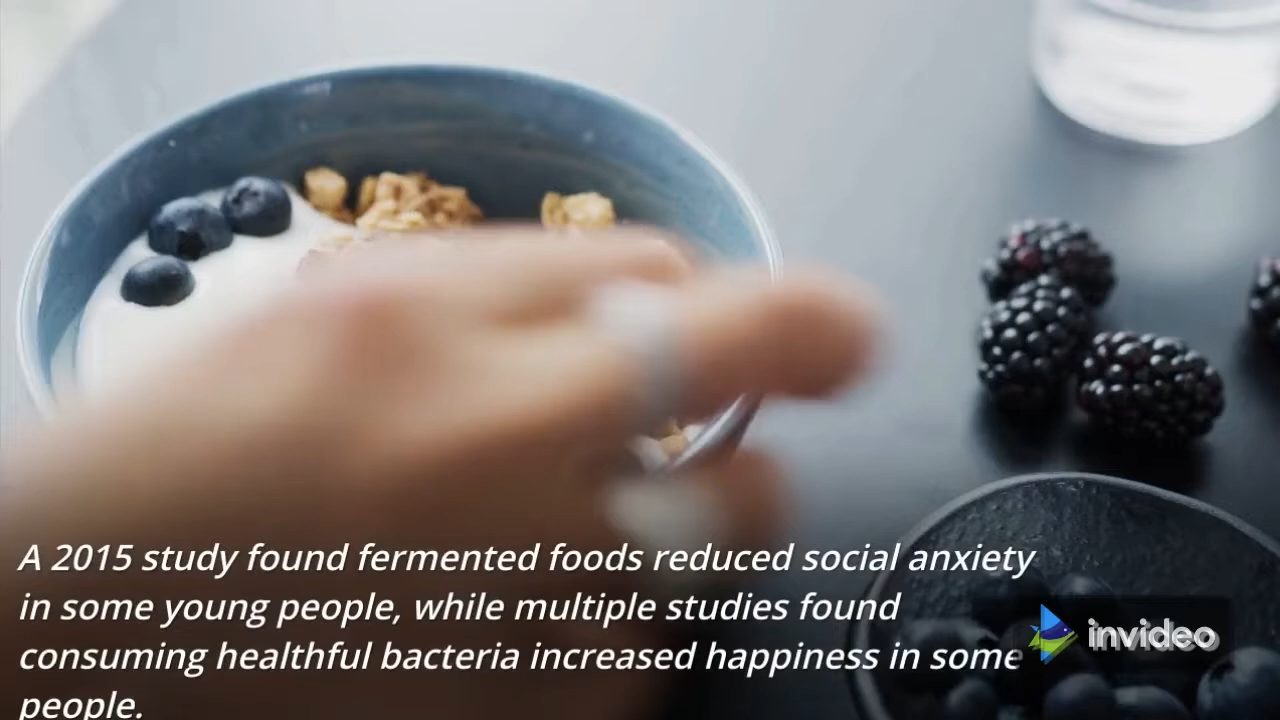 A 2015 study found fermented foods reduced social anxiety
in some young people, while multiple studies found
consuming healthful bacteria increased happiness in some
people.
invideo